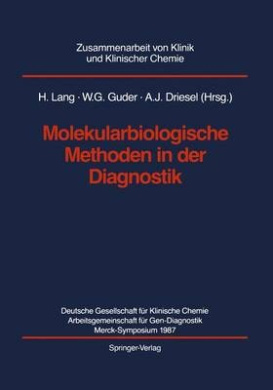 Zusammenarbeit von Klinik
und Klinischer Chemie
H. Lang · W.G. Guder · A.J. Driesel (Hrsg.)
Molekularbiologische
Methoden in der
Diagnostik
Deutsche Gesellschaft für Klinische Chemie
Arbeitsgemeinschaft für Gen-Diagnostik
Merck-Symposium 1987
Springer-Verlag